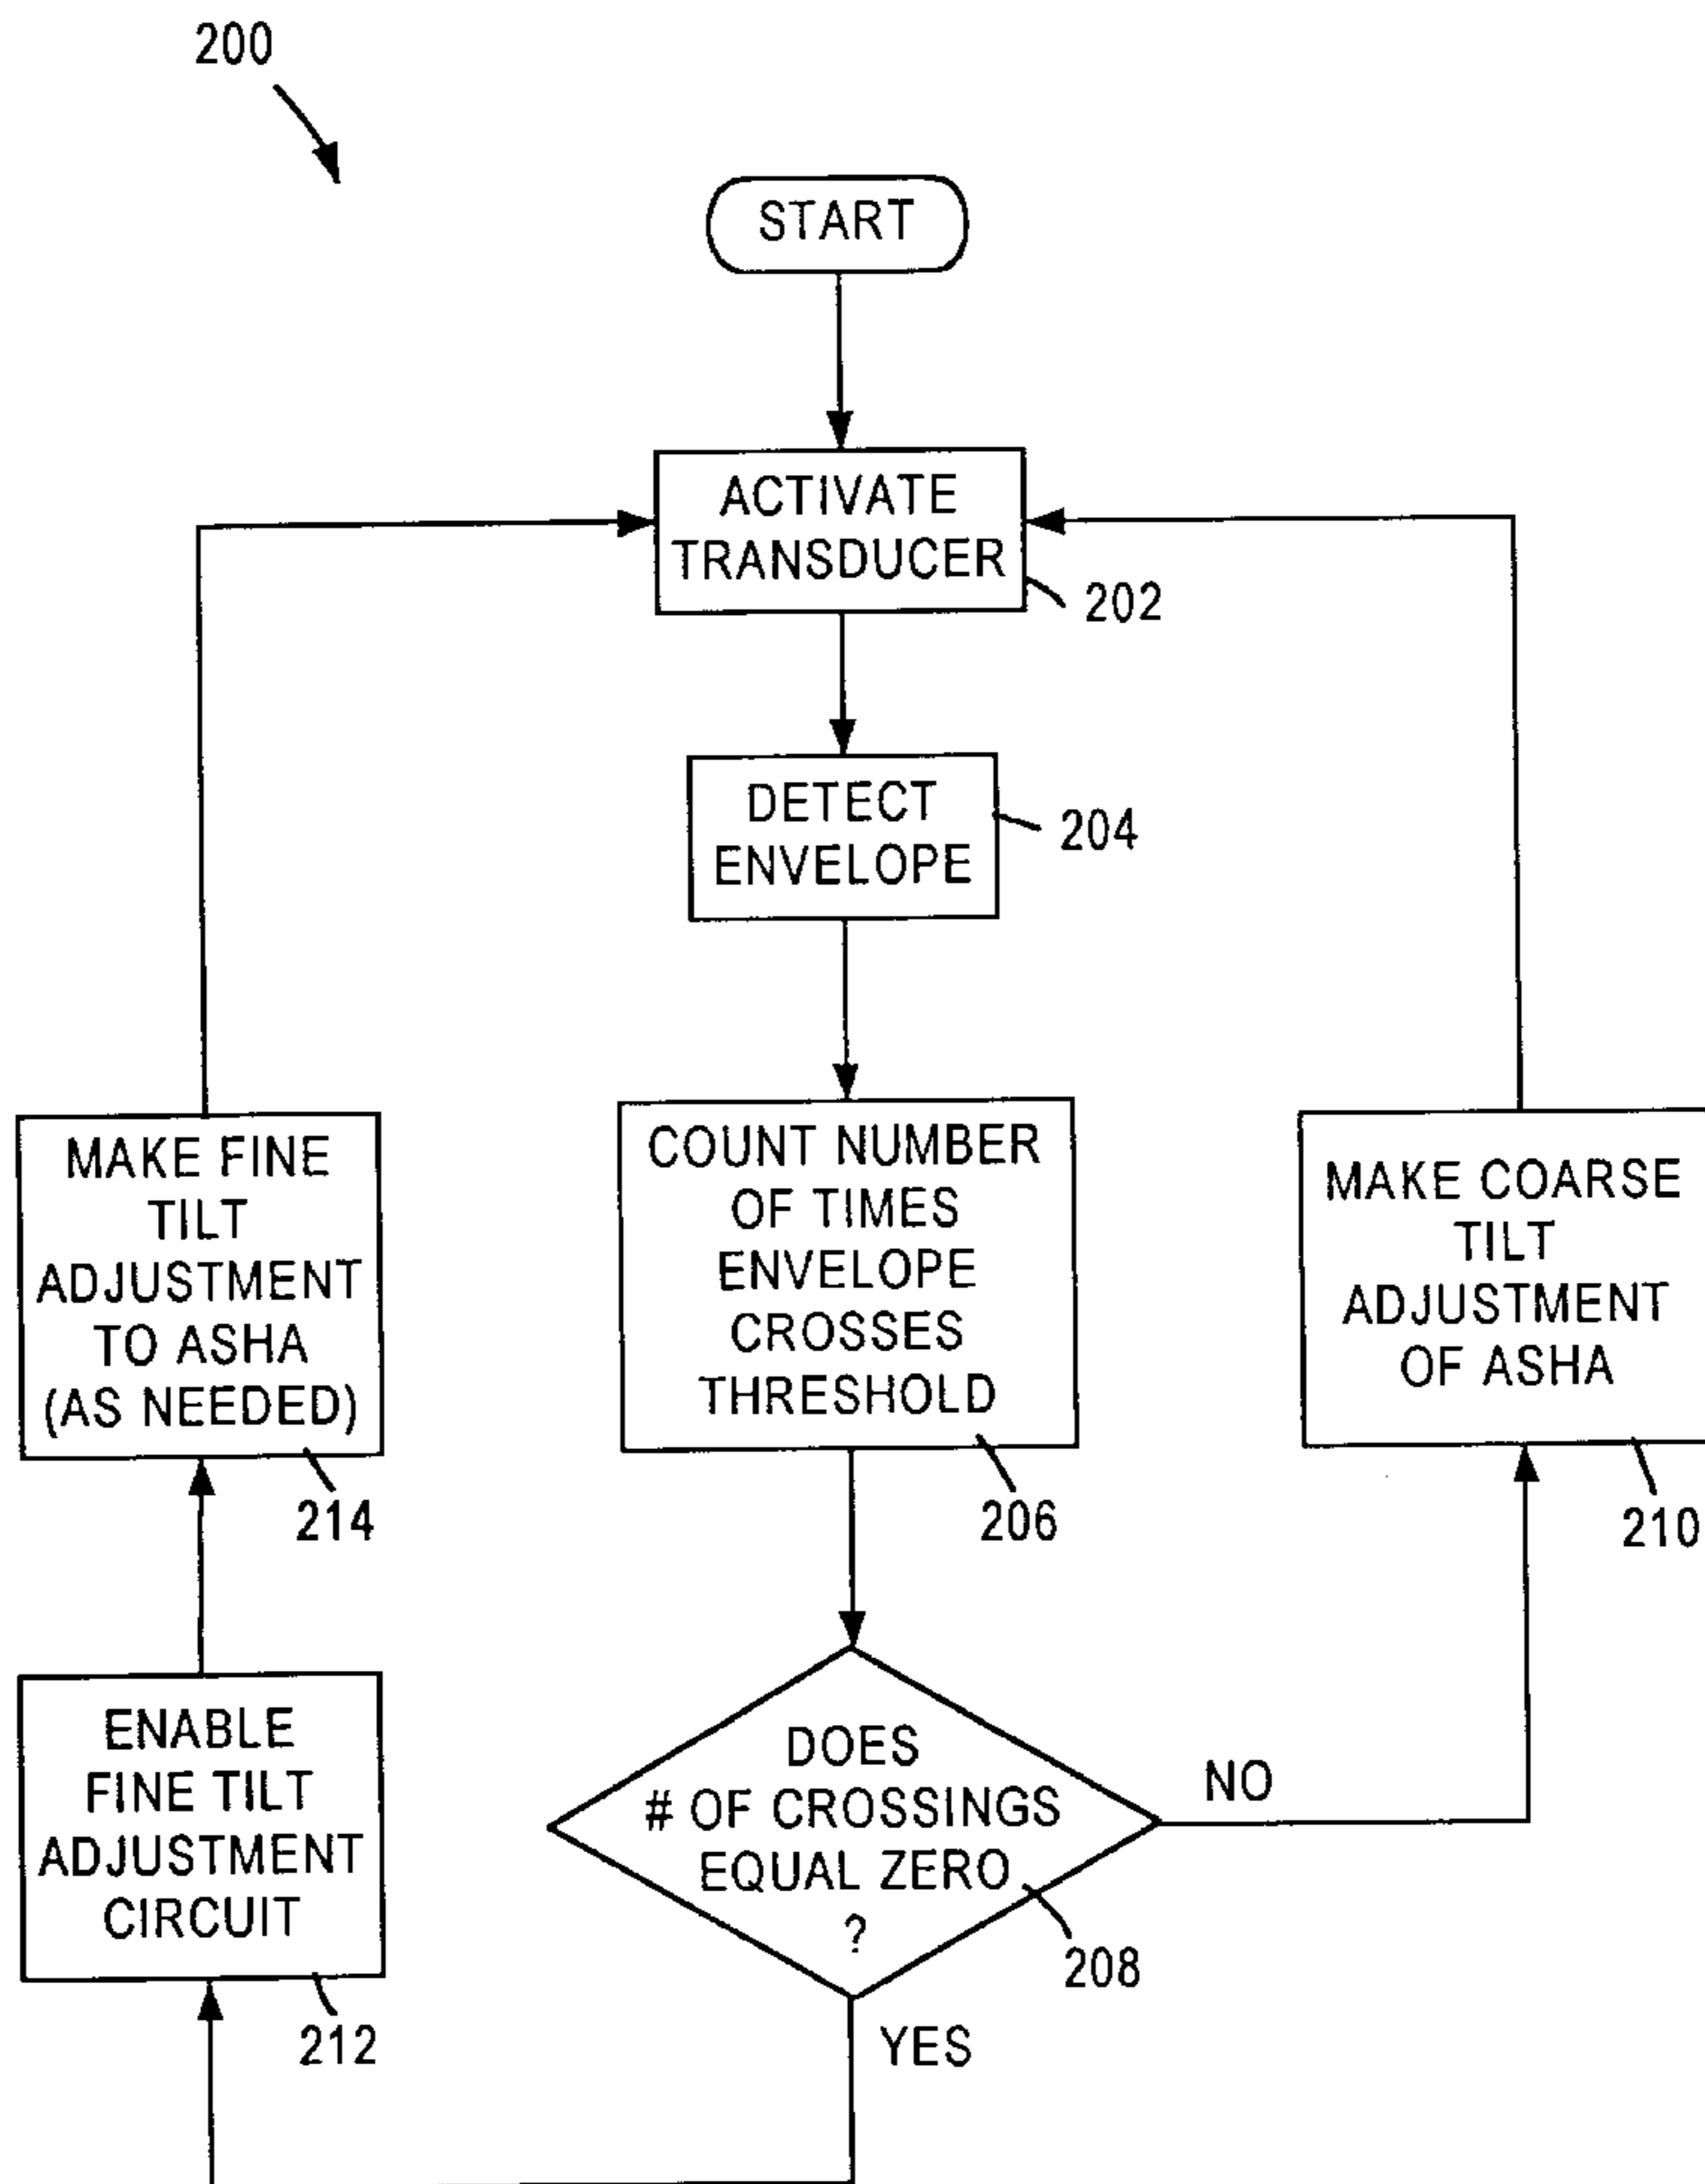 200
START
ACTIVATE
TRANSDUCER
202
DETECT
ENVELOPE
204
COUNT NUMBER
OF TIMES
ENVELOPE
CROSSES
THRESHOLD
206
DOES
# OF CROSSINGS
EQUAL ZERO
?
208
NO
YES
MAKE COARSE
TILT
ADJUSTMENT
OF ASHA
210
ENABLE
FINE TILT
ADJUSTMENT
CIRCUIT
212
MAKE FINE
TILT
ADJUSTMENT
TO ASHA
(AS NEEDED)
214